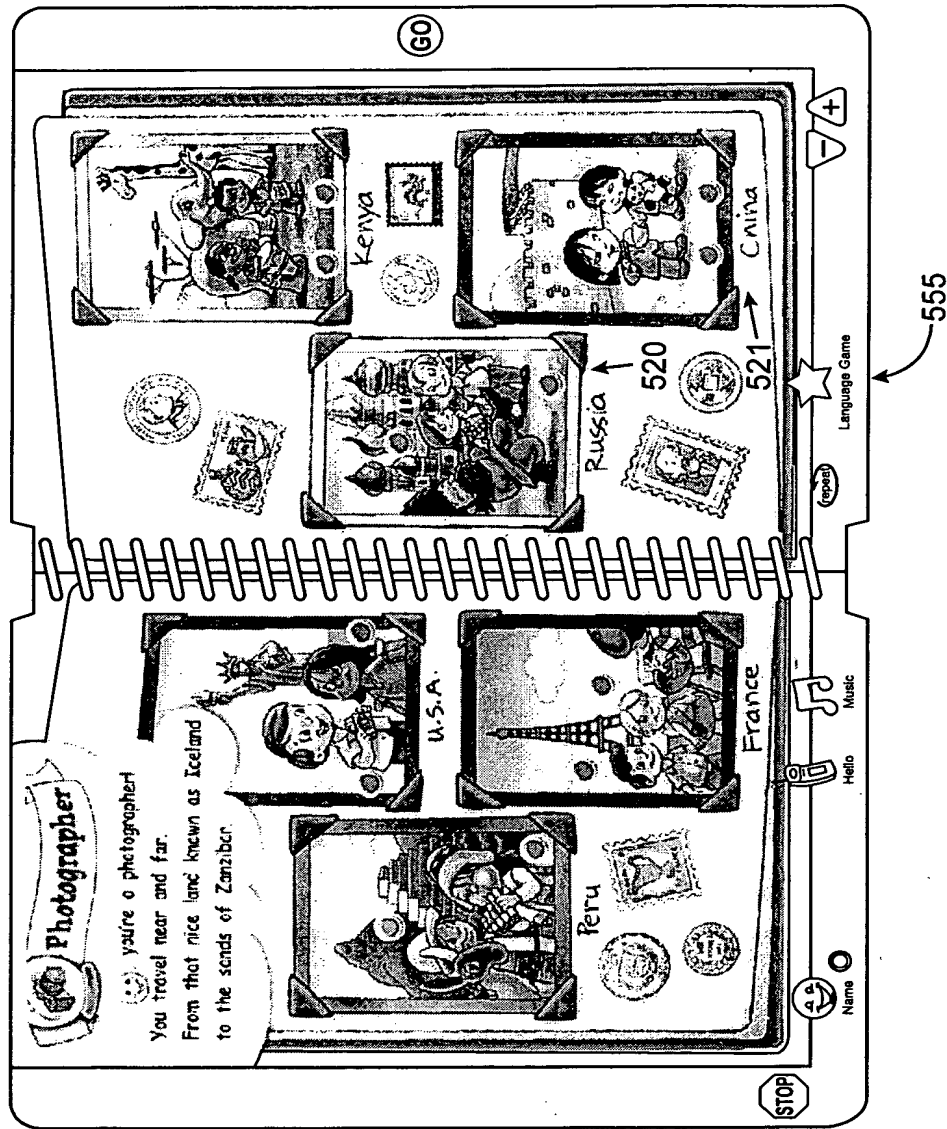 Photographer
you're a photographer!
You travel near and far.
From that nice land known as Iceland
to the sands of Zanzibar.
Peru
U.S.A.
France
Russia
Kenya
China
520
521
GO
STOP
Name
Hello
Music
repeat
Language Game
- +
555